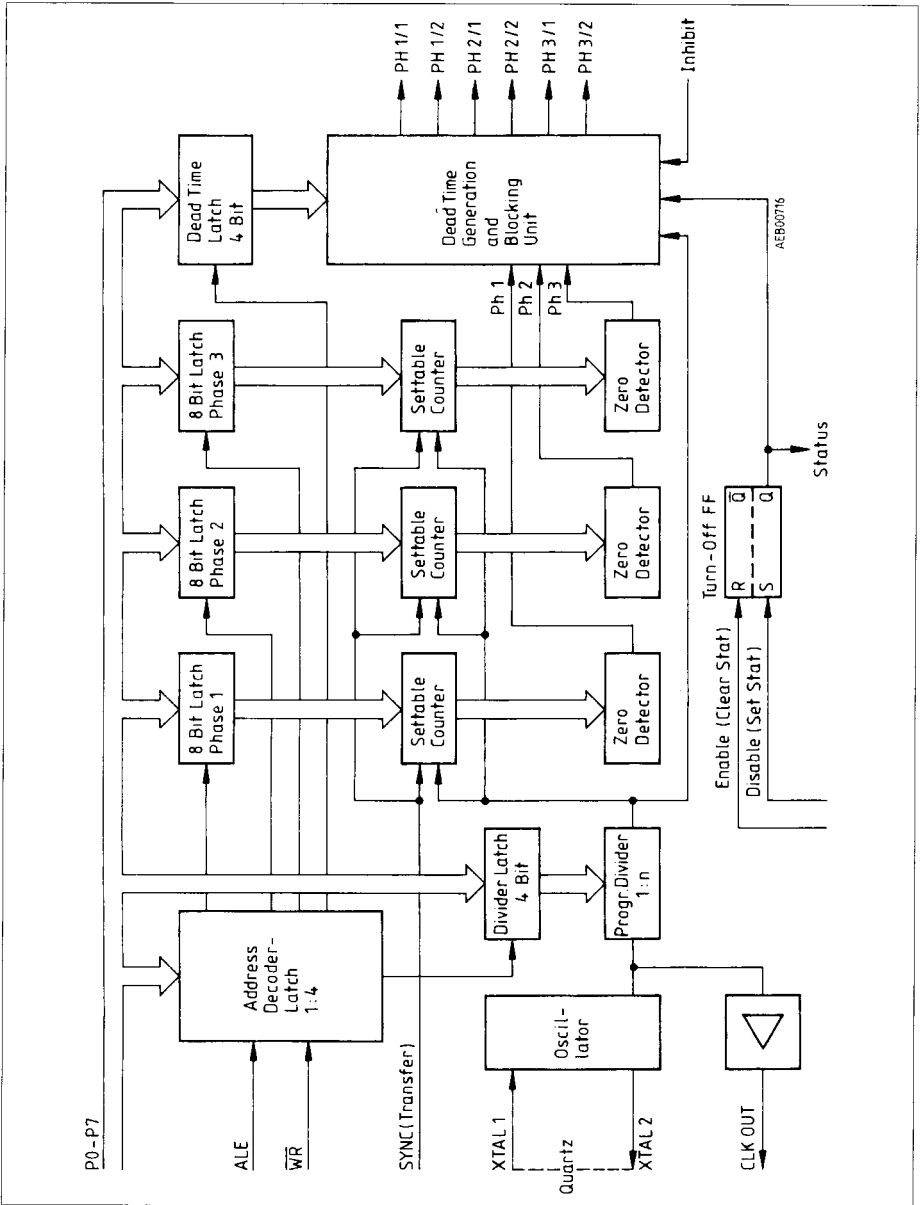 P0-P7
ALE
WR
SYNC(Transfer)
XTAL 1
Quartz
XTAL 2
CLK OUT
Address
Decoder-
Latch
1:4
Divider Latch
4 Bit
Progr.Divider
1:n
Oscil-
lator
8 Bit Latch
Phase 1
8 Bit Latch
Phase 2
8 Bit Latch
Phase 3
Dead Time
Latch
4 Bit
Settable
Counter
Settable
Counter
Settable
Counter
Zero
Detector
Zero
Detector
Zero
Detector
Ph 1
Ph 2
Ph 3
Dead Time
Generation
and
Blocking
Unit
PH 1/1
PH 1/2
PH 2/1
PH 2/2
PH 3/1
PH 3/2
Inhibit
Enable (Clear Stat)
Disable (Set Stat)
Turn-Off FF
R Q̅
S Q
Status
AEB00716